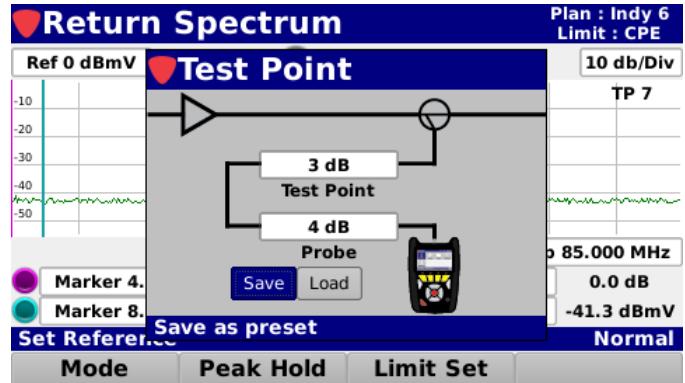 Return Spectrum
Plan : Indy 6
Limit : CPE
Ref 0 dBmV
10 db/Div
Test Point
TP 7
-10
-20
-30
-40
-50
3 dB
Test Point
4 dB
Probe
85.000 MHz
Save
Load
Marker 4.
0.0 dB
Marker 8.
-41.3 dBmV
Save as preset
Set Reference
Normal
Mode
Peak Hold
Limit Set